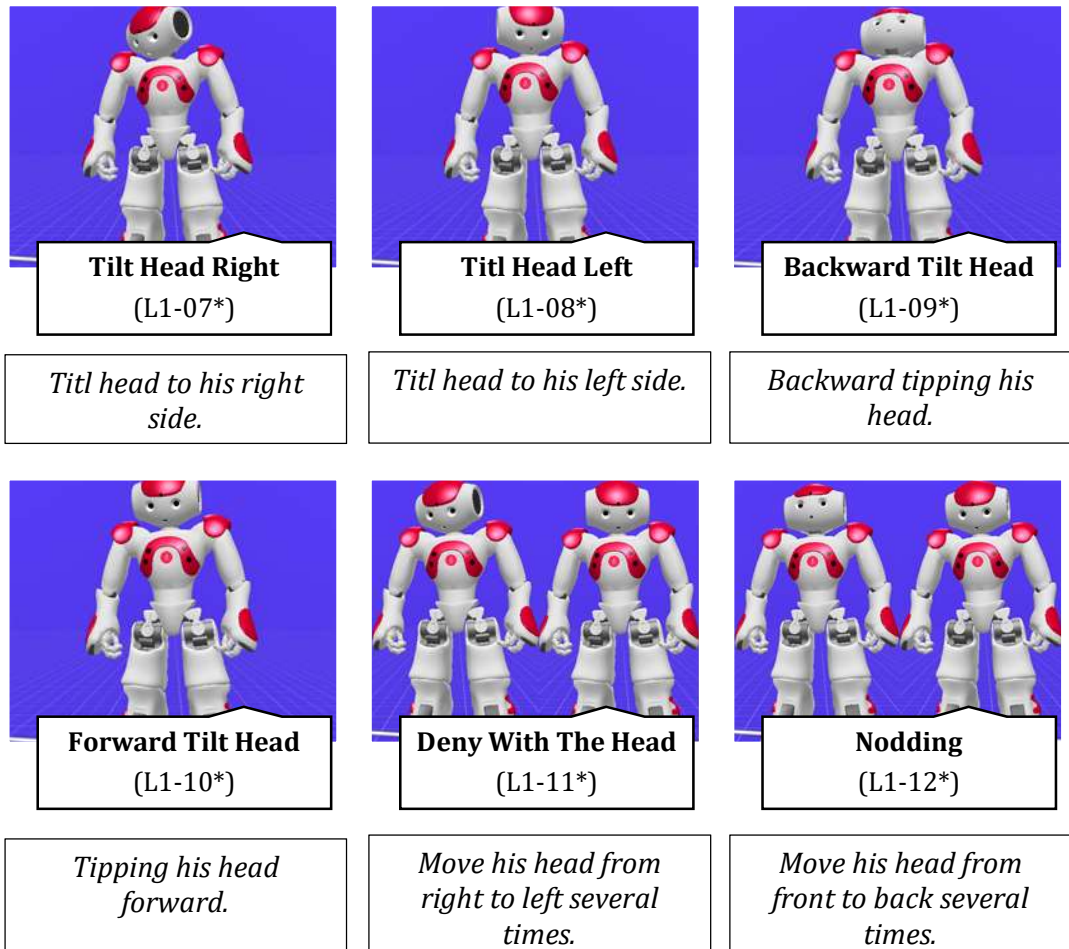 Tilt Head Right
(L1-07*)
Titl Head Left
(L1-08*)
Backward Tilt Head
(L1-09*)
Titl head to his right
side.
Titl head to his left side.
Backward tipping his
head.
Forward Tilt Head
(L1-10*)
Deny With The Head
(L1-11*)
Nodding
(L1-12*)
Tipping his head
forward.
Move his head from
right to left several
times.
Move his head from
front to back several
times.